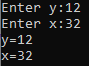 Enter y:12
Enter x:32
y=12
x=32